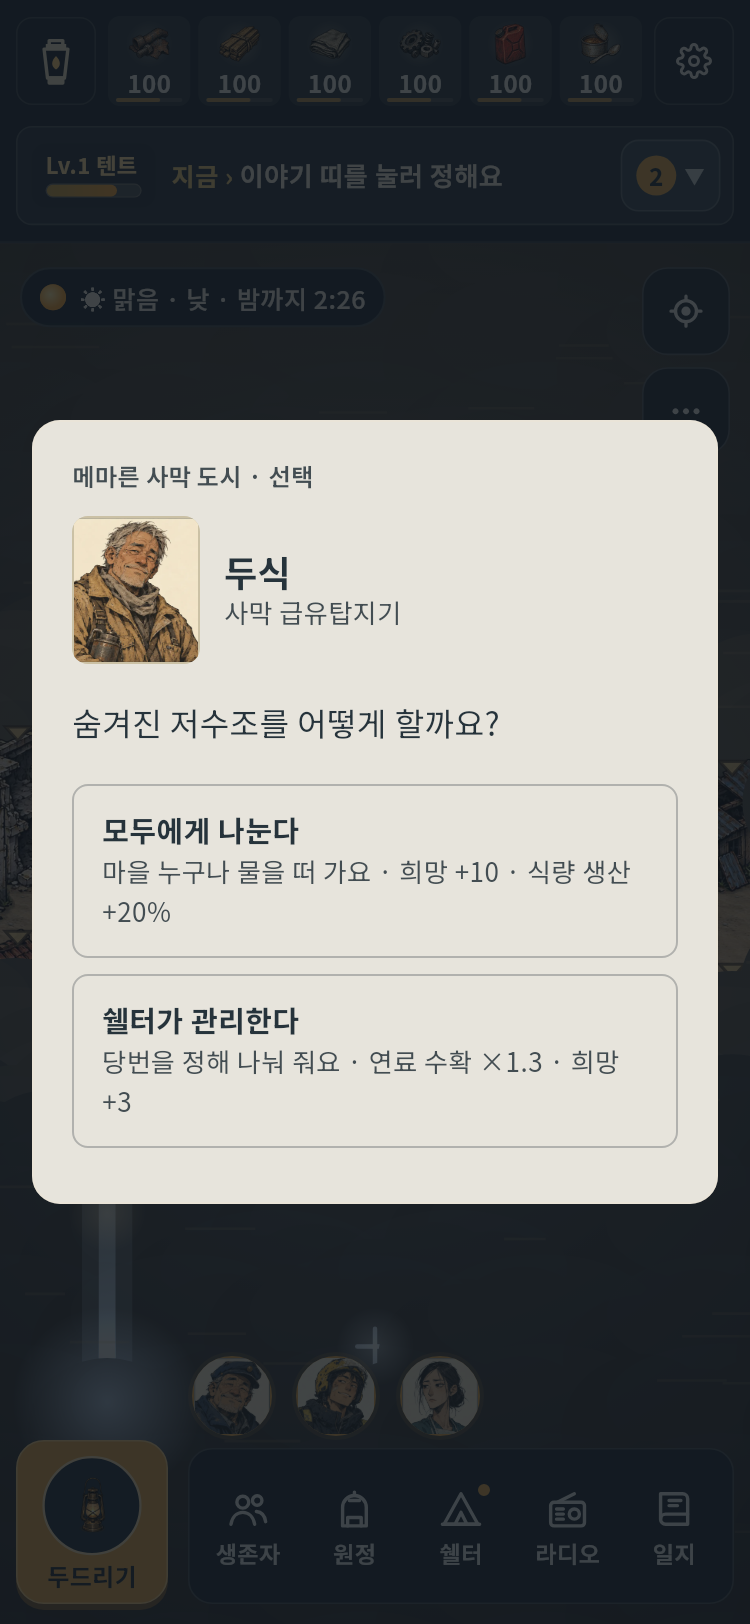 100
100
100
100
100
100
Lv.1 텐트
지금 › 이야기 띠를 눌러 정해요
2
맑음 · 낮 · 밤까지 2:26
메마른 사막 도시 · 선택
두식
사막 급유탑지기
숨겨진 저수조를 어떻게 할까요?
모두에게 나눈다
마을 누구나 물을 떠 가요 · 희망 +10 · 식량 생산
+20%
쉘터가 관리한다
당번을 정해 나눠 줘요 · 연료 수확 ×1.3 · 희망
+3
두드리기
생존자
원정
쉘터
라디오
일지